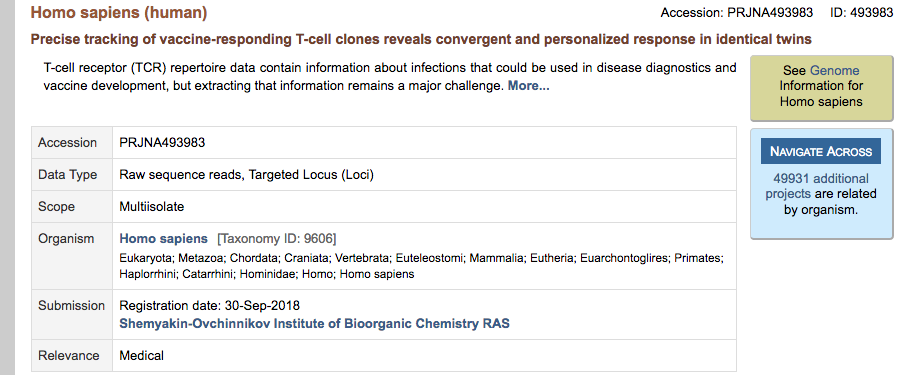 Homo sapiens (human)
Accession: PRJNA493983 ID: 493983
Precise tracking of vaccine-responding T-cell clones reveals convergent and personalized response in identical twins
T-cell receptor (TCR) repertoire data contain information about infections that could be used in disease diagnostics and
vaccine development, but extracting that information remains a major challenge. More...
Accession PRJNA493983
Data Type Raw sequence reads, Targeted Locus (Loci)
Scope Multiisolate
Organism Homo sapiens [Taxonomy ID: 9606]
Eukaryota; Metazoa; Chordata; Craniata; Vertebrata; Euteleostomi; Mammalia; Eutheria; Euarchontoglires; Primates;
Haplorrhini; Catarrhini; Hominidae; Homo; Homo sapiens
Submission Registration date: 30-Sep-2018
Shemyakin-Ovchinnikov Institute of Bioorganic Chemistry RAS
Relevance Medical
See Genome
Information for
Homo sapiens
NAVIGATE ACROSS
49931 additional
projects are related
by organism.